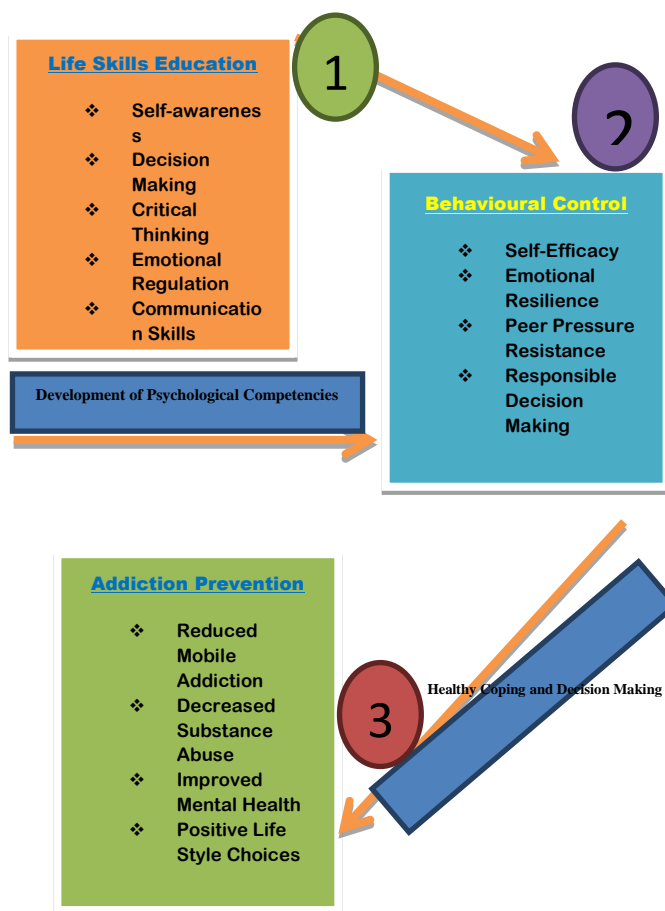 Life Skills Education
1
❖ Self-awarenes
s
❖ Decision
Making
❖ Critical
Thinking
❖ Emotional
Regulation
❖ Communicatio
n Skills
2
Behavioural Control
❖ Self-Efficacy
❖ Emotional
Resilience
❖ Peer Pressure
Resistance
❖ Responsible
Decision
Making
Development of Psychological Competencies
Addiction Prevention
❖ Reduced
Mobile
Addiction
❖ Decreased
Substance
Abuse
❖ Improved
Mental Health
❖ Positive Life
Style Choices
3
Healthy Coping and Decision Making